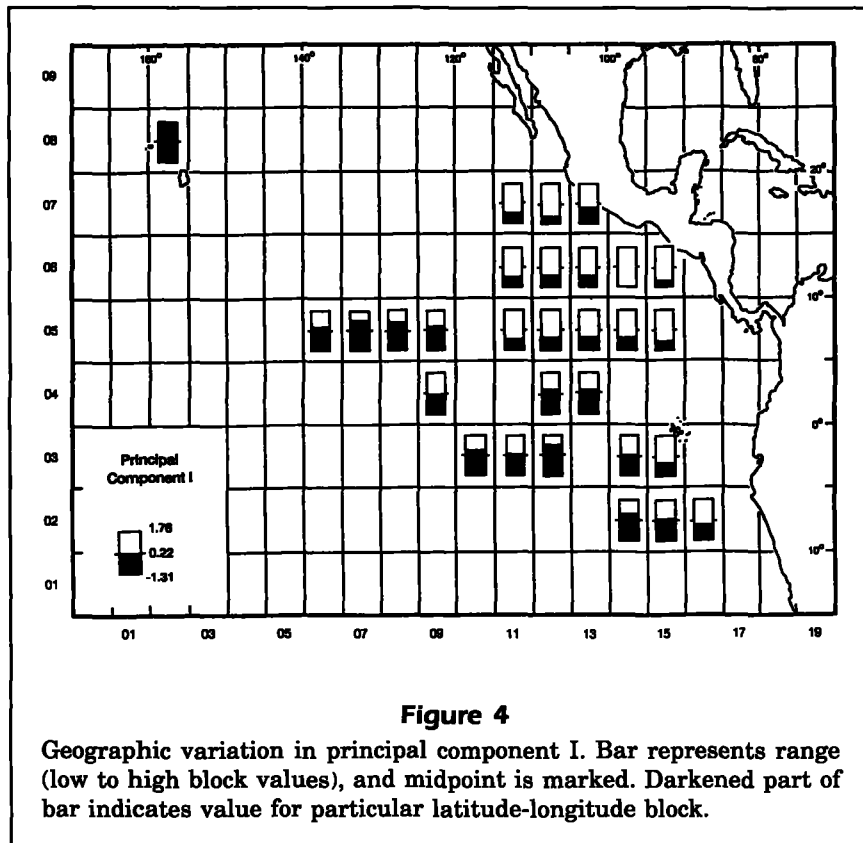 160° 140° 120° 100° 80°
09
08
07
20°
06
10°
05
04
0°
03
02
10°
01
Principal
Component I
1.76
0.22
-1.31
01 03 05 07 09 11 13 15 17 19
Figure 4
Geographic variation in principal component I. Bar represents range
(low to high block values), and midpoint is marked. Darkened part of
bar indicates value for particular latitude-longitude block.